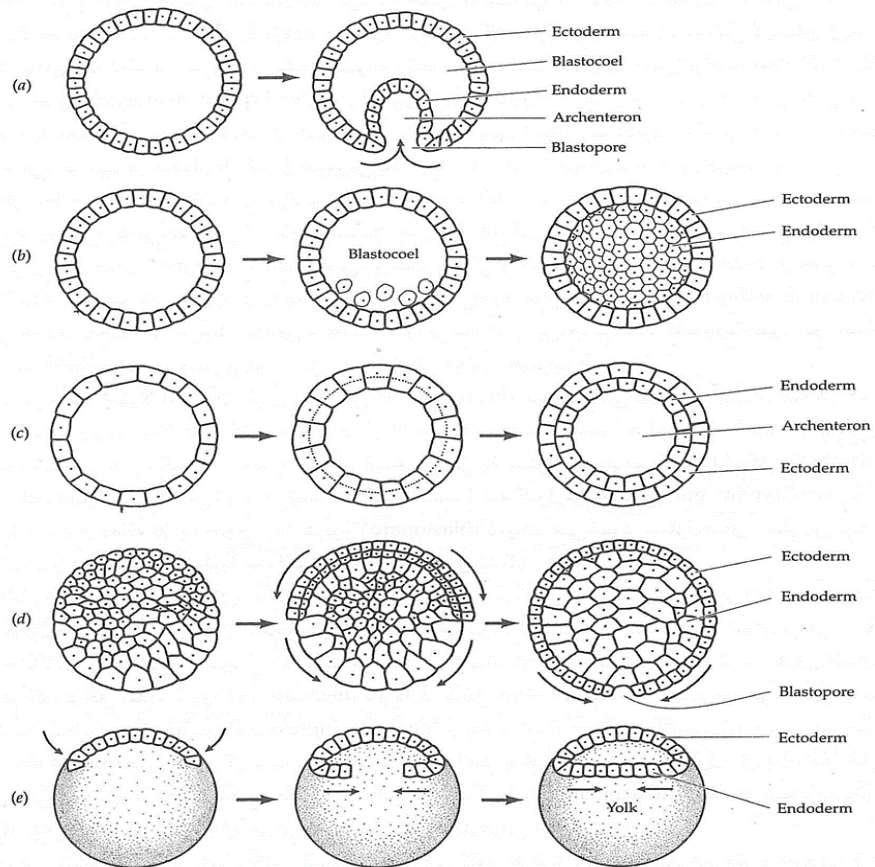 (a)
Ectoderm
Blastocoel
Endoderm
Archenteron
Blastopore
(b)
Blastocoel
Ectoderm
Endoderm
(c)
Endoderm
Archenteron
Ectoderm
(d)
Ectoderm
Endoderm
Blastopore
(e)
Yolk
Ectoderm
Endoderm